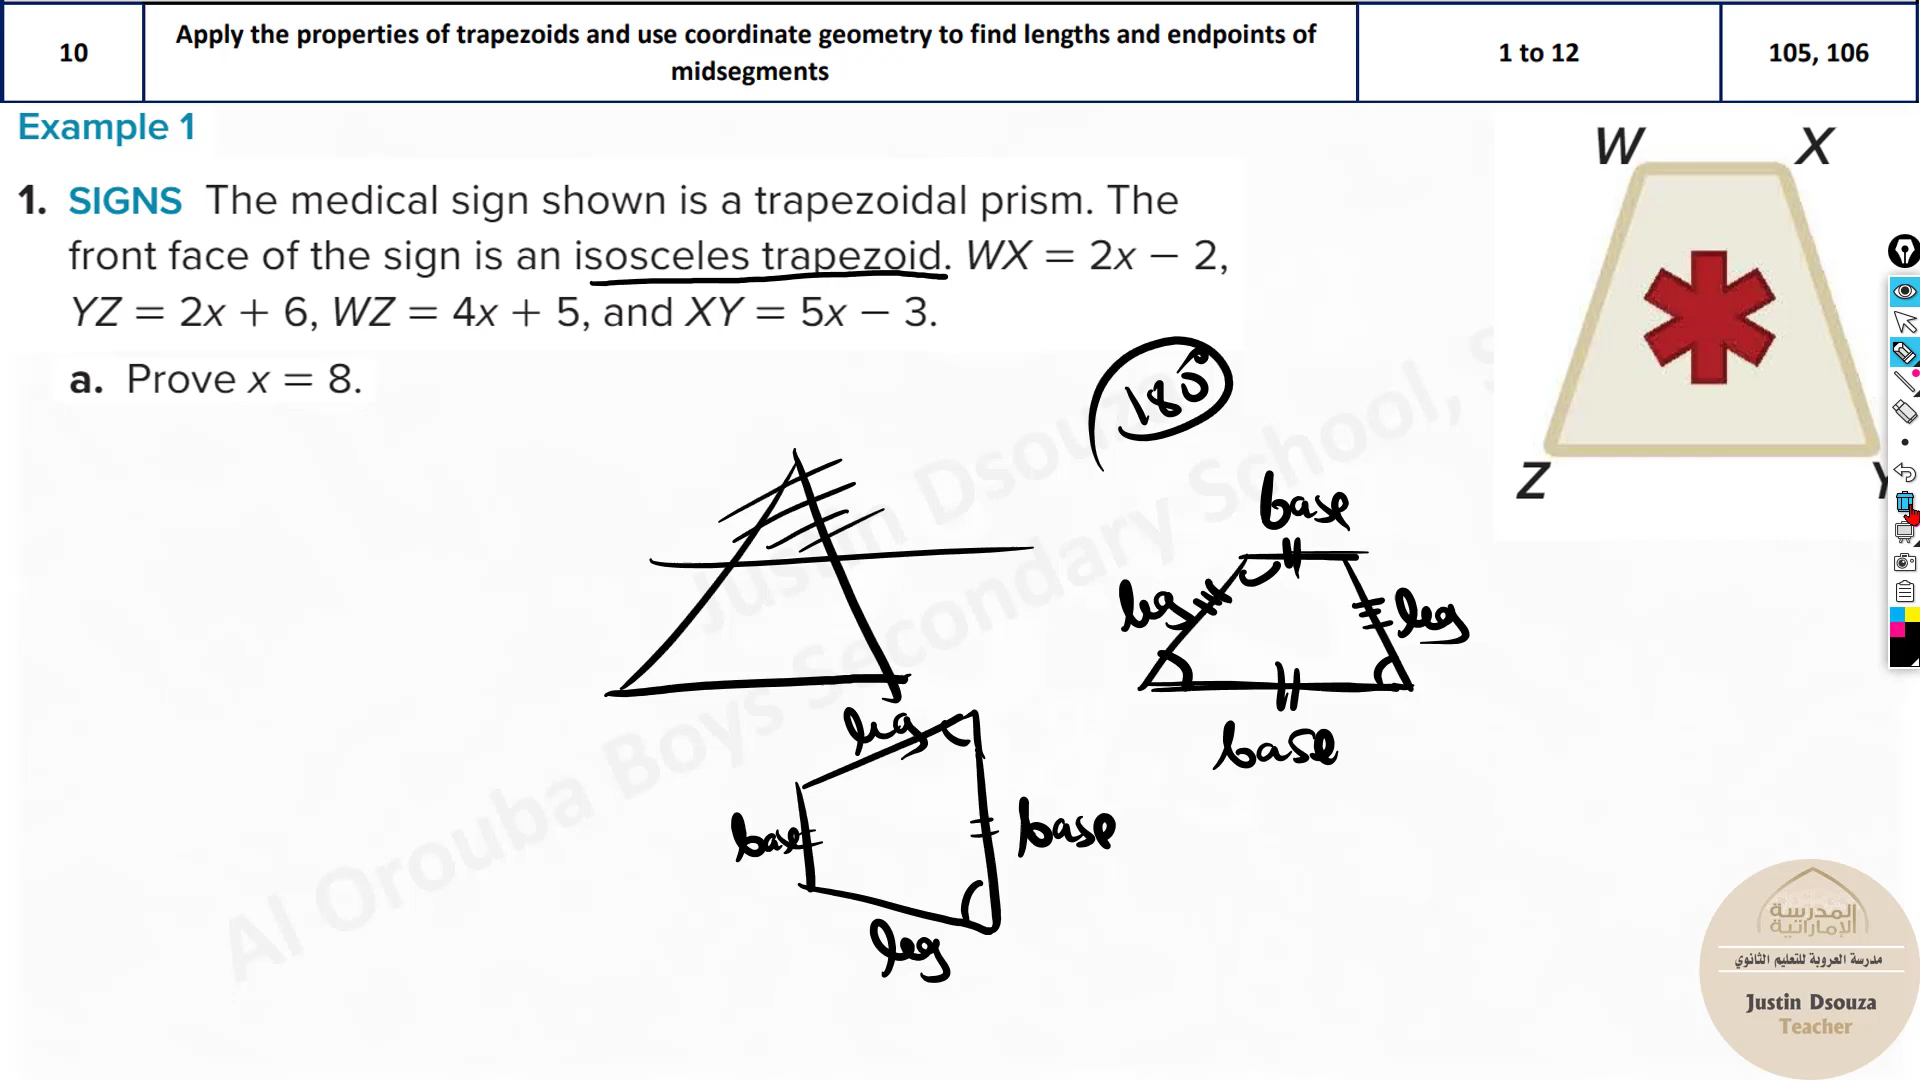 10
Apply the properties of trapezoids and use coordinate geometry to find lengths and endpoints of
midsegments
1 to 12
105, 106
Example 1
1. SIGNS The medical sign shown is a trapezoidal prism. The
front face of the sign is an isosceles trapezoid. WX = 2x − 2,
YZ = 2x + 6, WZ = 4x + 5, and XY = 5x − 3.
a. Prove x = 8.
W X
Z Y
180°
base
leg leg
base
leg
base base
leg
Justin Dsouza
Al Orouba Boys Secondary School, S
المدرسة
الإماراتية
مدرسة العروبة للتعليم الثانوي
Justin Dsouza
Teacher